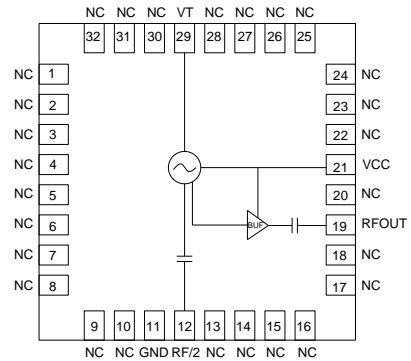 NC NC NC VT NC NC NC NC
32 31 30 29 28 27 26 25
NC 1 24 NC
NC 2 23 NC
NC 3 22 NC
NC 4 21 VCC
NC 5 20 NC
NC 6 BUF 19 RFOUT
NC 7 18 NC
NC 8 17 NC
9 10 11 12 13 14 15 16
NC NC GND RF/2 NC NC NC NC